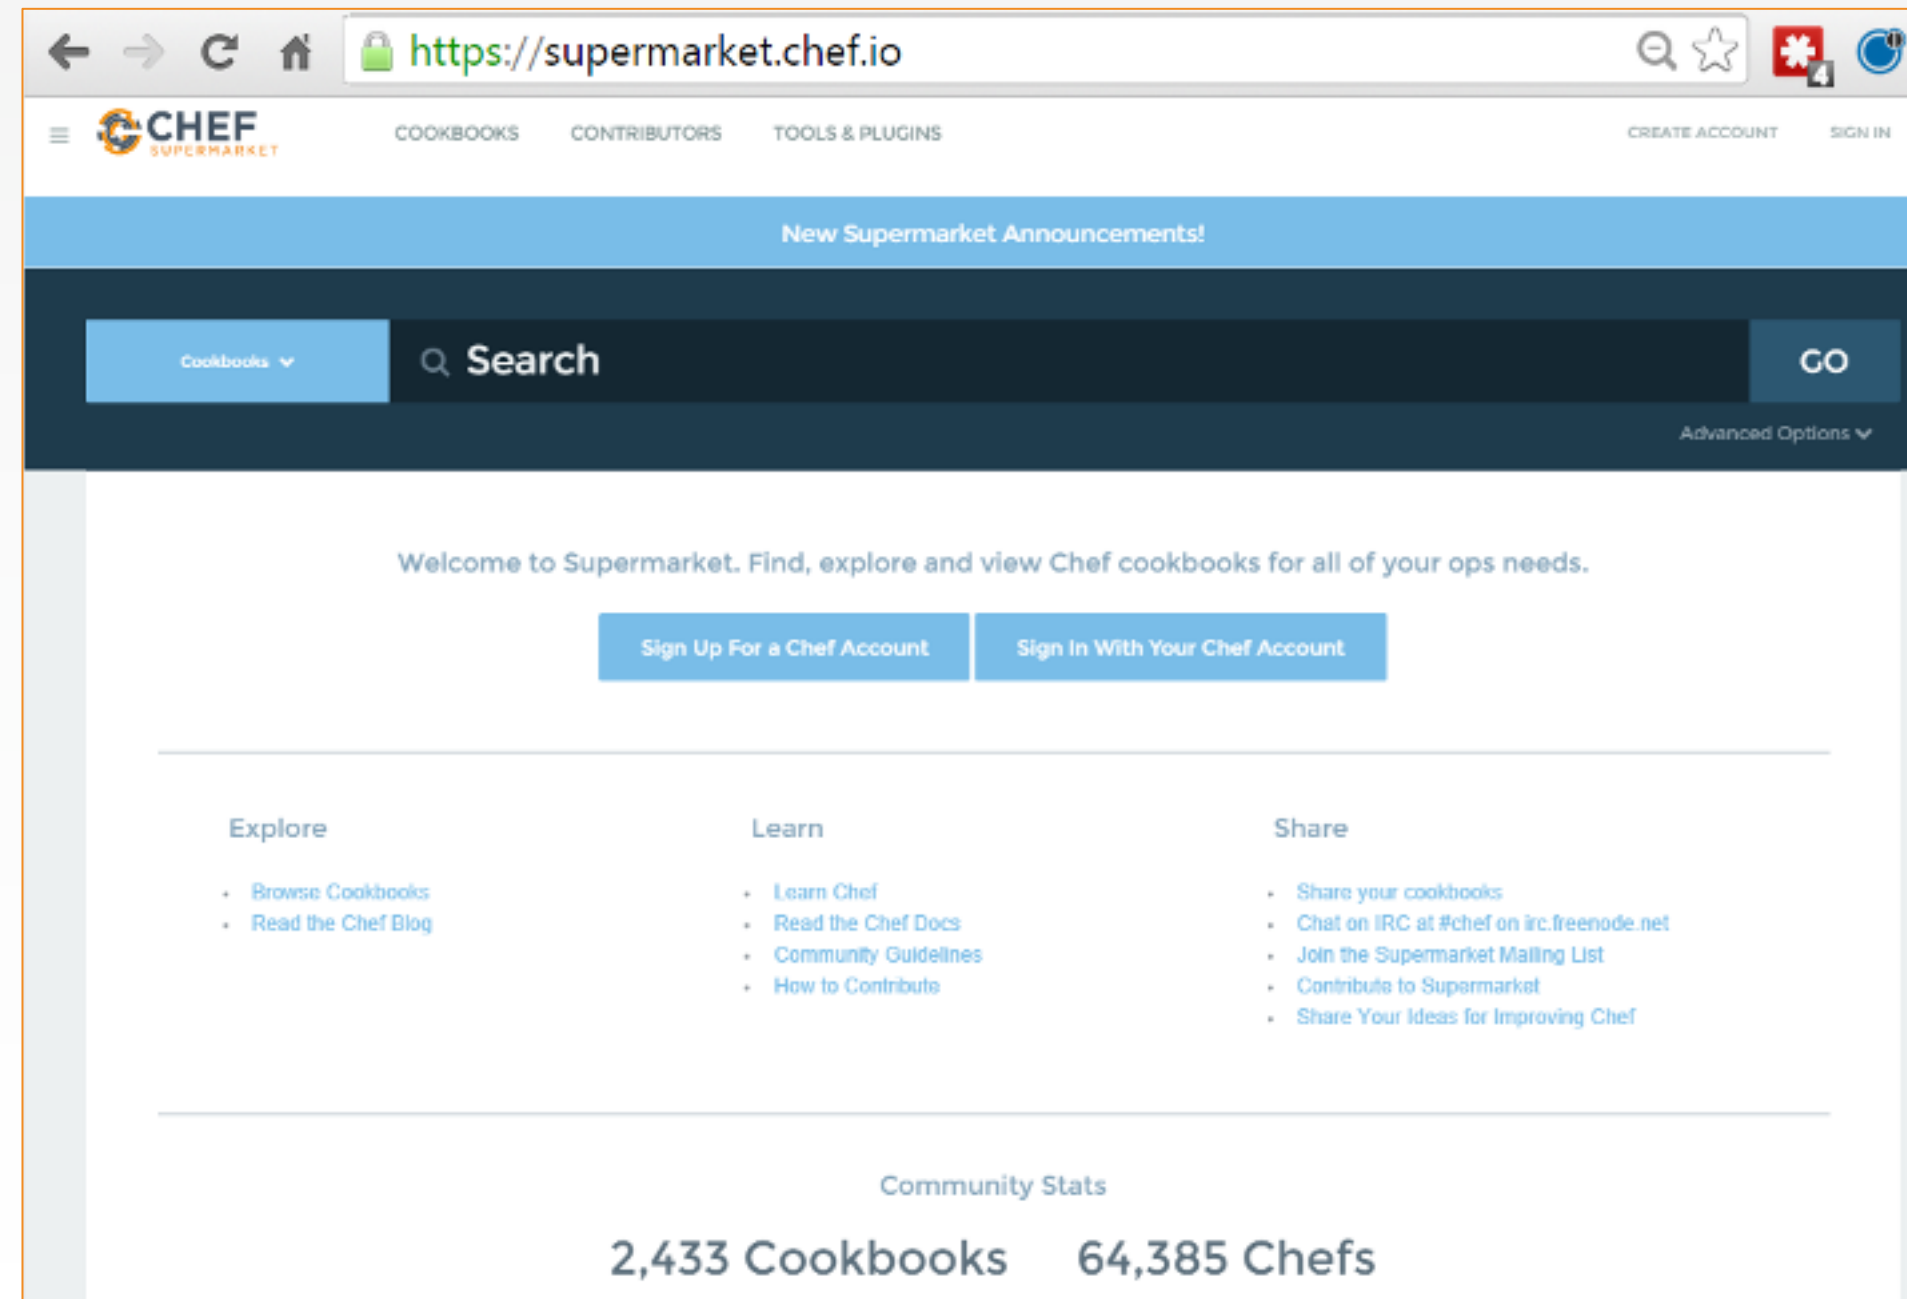 https://supermarket.chef.io
4
CHEF
SUPERMARKET
COOKBOOKS CONTRIBUTORS TOOLS & PLUGINS
CREATE ACCOUNT SIGN IN
New Supermarket Announcements!
Cookbooks
Search
GO
Advanced Options
Welcome to Supermarket. Find, explore and view Chef cookbooks for all of your ops needs.
Sign Up For a Chef Account
Sign In With Your Chef Account
Explore
Browse Cookbooks
Read the Chef Blog
Learn
Learn Chef
Read the Chef Docs
Community Guidelines
How to Contribute
Share
Share your cookbooks
Chat on IRC at #chef on irc.freenode.net
Join the Supermarket Mailing List
Contribute to Supermarket
Share Your Ideas for Improving Chef
Community Stats
2,433 Cookbooks 64,385 Chefs